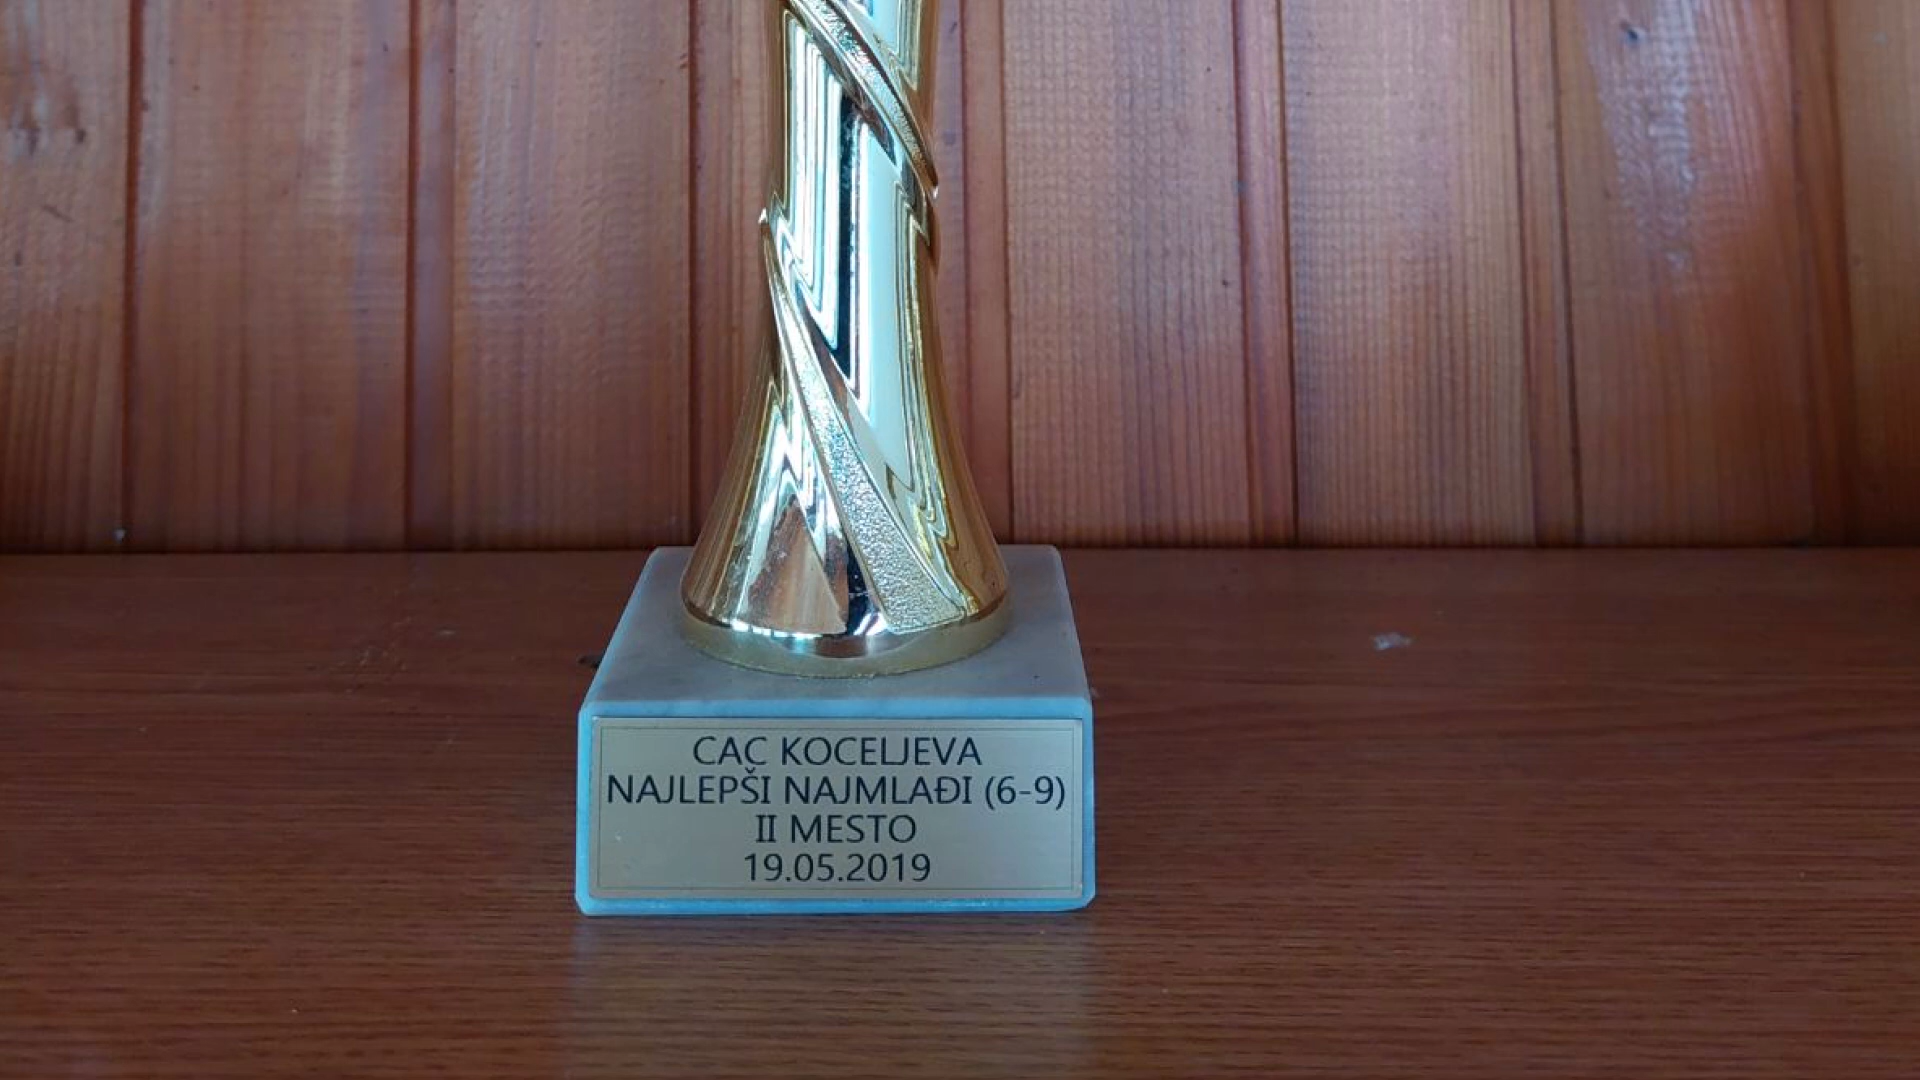 CAC KOCELJEVA
NAJLEPŠI NAJMLAĐI (6-9)
II MESTO
19.05.2019